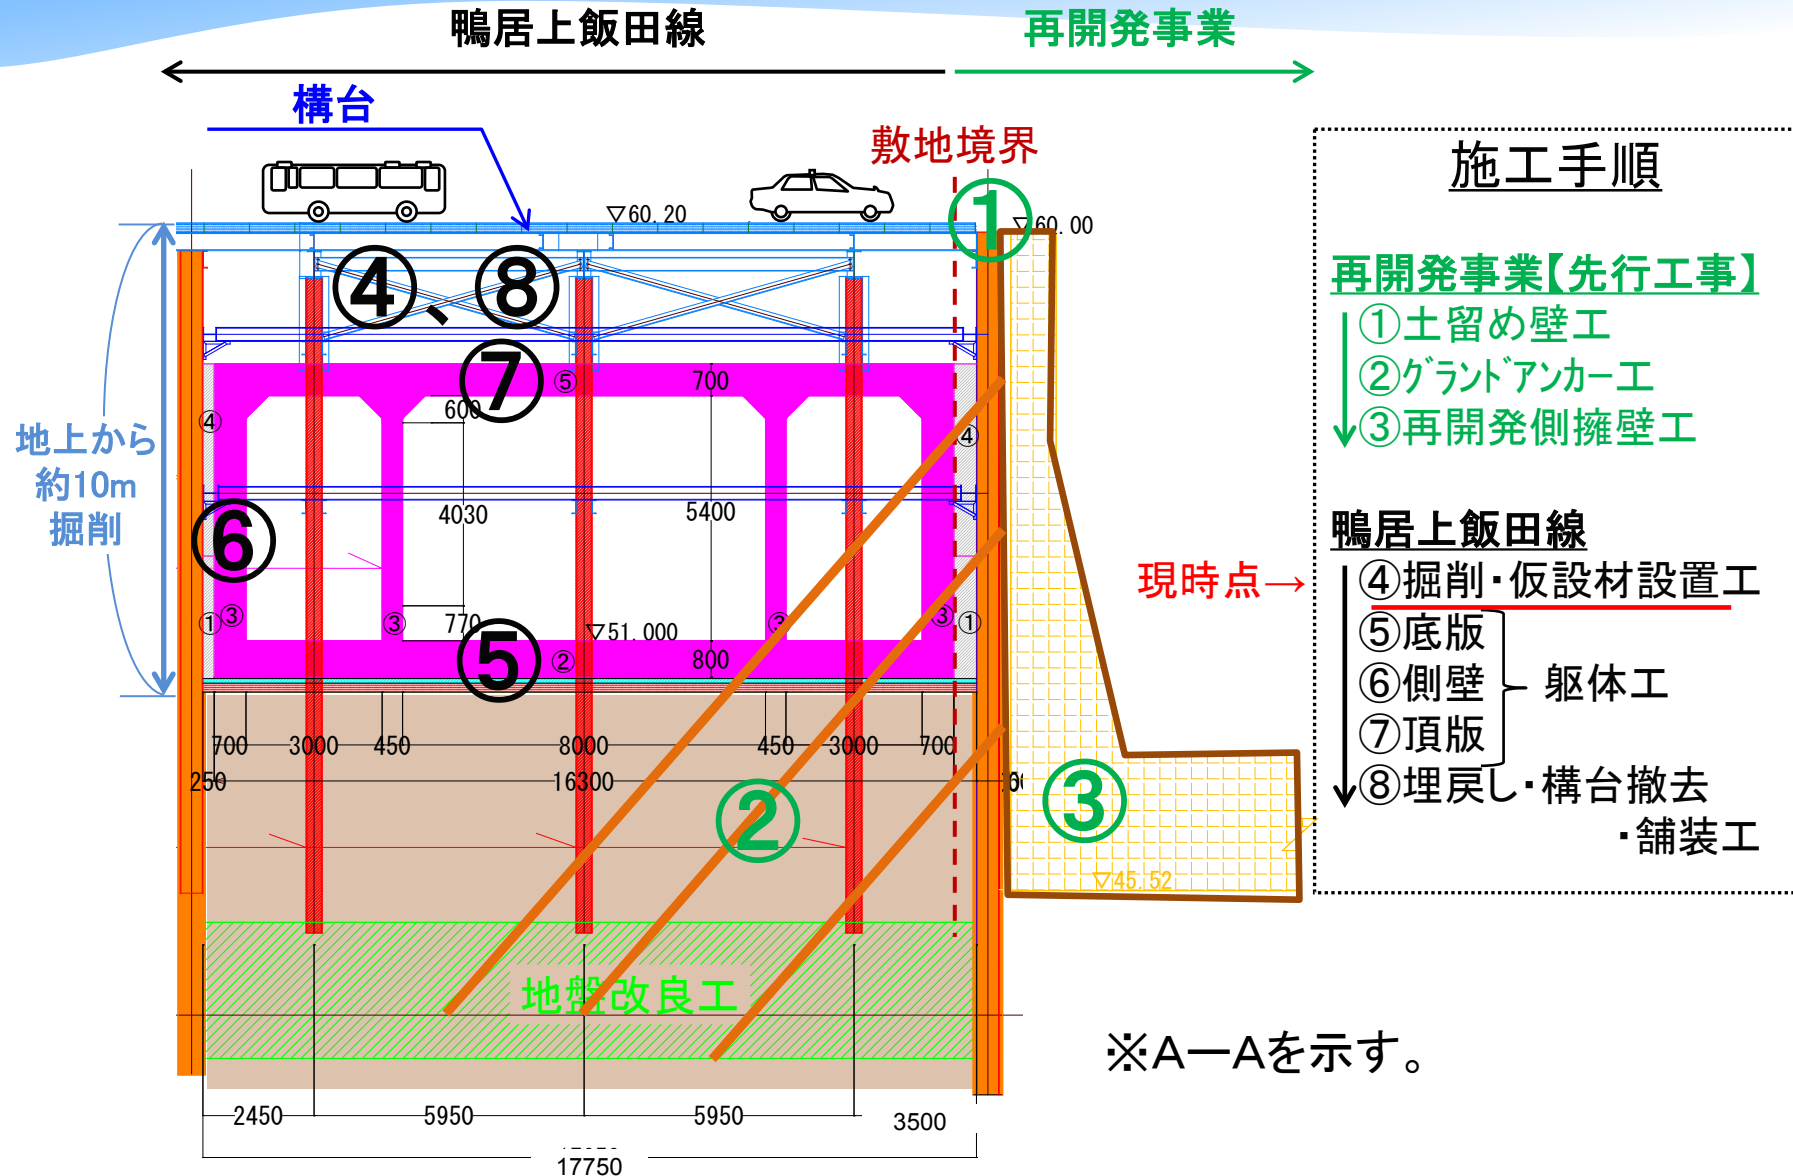 鴨居上飯田線
再開発事業
構台
敷地境界
▽60.20
①
▽60.00
④、⑧
⑦
⑤
700
600
④
④
地上から
約10m
掘削
4030
5400
⑥
①
③
③
770
▽51.000
③
③
①
⑤
②
800
700
3000
450
8000
450
3000
700
250
16300
②
③
▽45.52
地盤改良工
2450
5950
5950
3500
17750
施工手順
再開発事業【先行工事】
①土留め壁工
②グランドアンカー工
③再開発側擁壁工
鴨居上飯田線
現時点→
④掘削・仮設材設置工
⑤底版
⑥側壁
躯体工
⑦頂版
⑧埋戻し・構台撤去
・舗装工
※A―Aを示す。